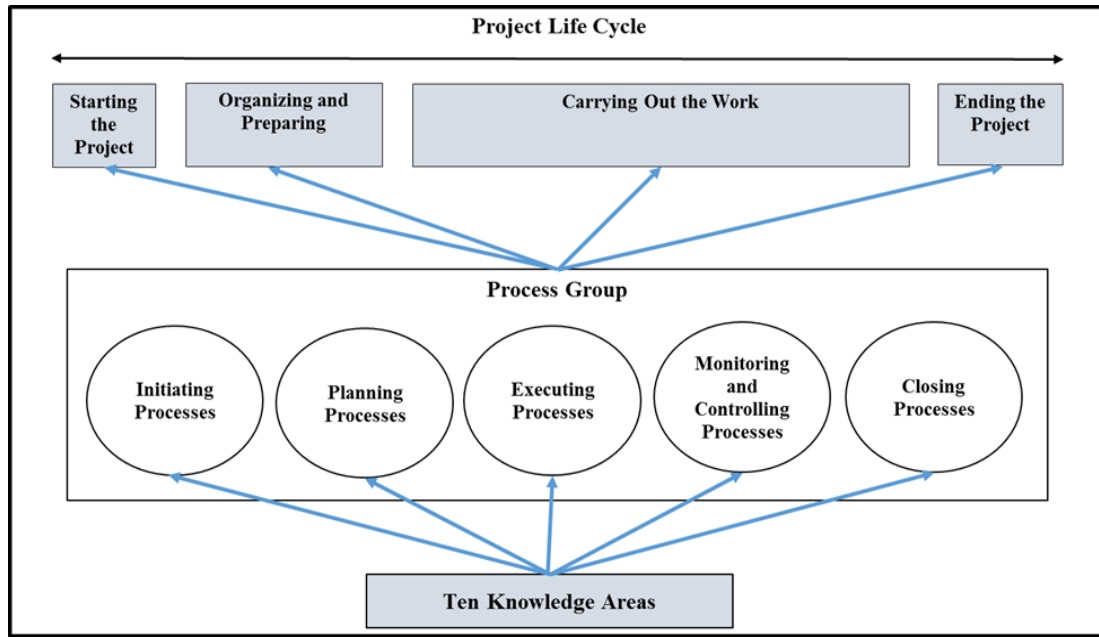 Project Life Cycle
Starting
the
Project
Organizing and
Preparing
Carrying Out the Work
Ending the
Project
Process Group
Initiating
Processes
Planning
Processes
Executing
Processes
Monitoring
and
Controlling
Processes
Closing
Processes
Ten Knowledge Areas